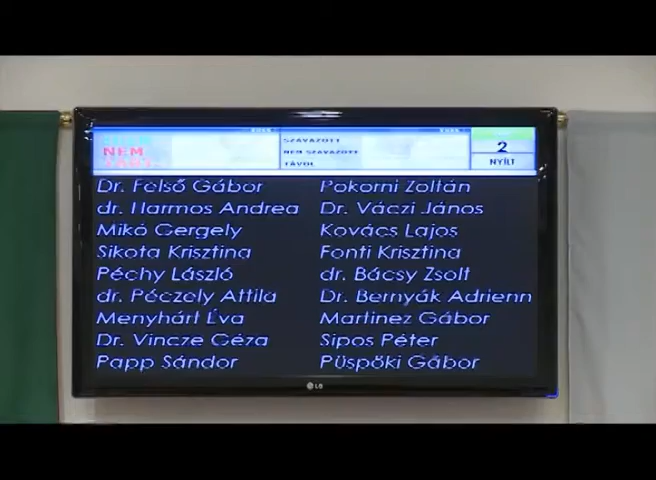 NEM
SZAVAZOTT
NEM SZAVAZOTT
TÁVOL
2
NYÍLT
Dr. Felső Gábor
dr. Harmos Andrea
Mikó Gergely
Sikota Krisztina
Péchy László
dr. Péczely Attila
Menyhárt Éva
Dr. Vincze Géza
Papp Sándor
Pokorni Zoltán
Dr. Váczi János
Kovács Lajos
Fonti Krisztina
dr. Bácsy Zsolt
Dr. Bernyák Adrienn
Martinez Gábor
Sipos Péter
Püspöki Gábor
LG